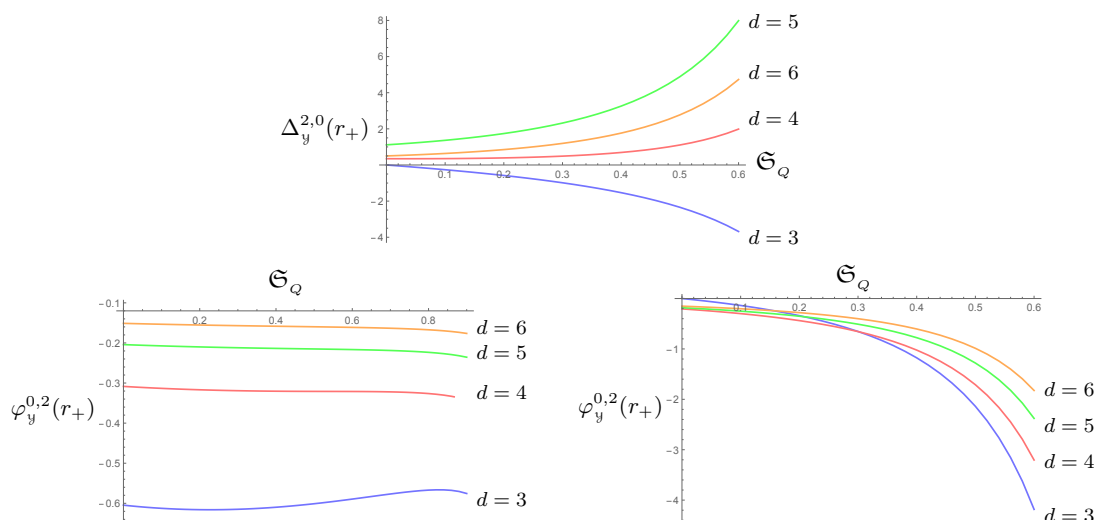 8
d = 5
6
d = 6
4
d = 4
Δ_y^{2,0}(r_+)
2
𝔖_Q
0.1 0.2 0.3 0.4 0.5 0.6
-2
d = 3
-4
𝔖_Q
-0.1
0.2 0.4 0.6 0.8
d = 6
-0.2
d = 5
-0.3
d = 4
φ_y^{0,2}(r_+)
-0.4
-0.5
d = 3
-0.6
𝔖_Q
0.1 0.2 0.3 0.4 0.5 0.6
-1
d = 6
-2
φ_y^{0,2}(r_+)
d = 5
-3
d = 4
-4
d = 3